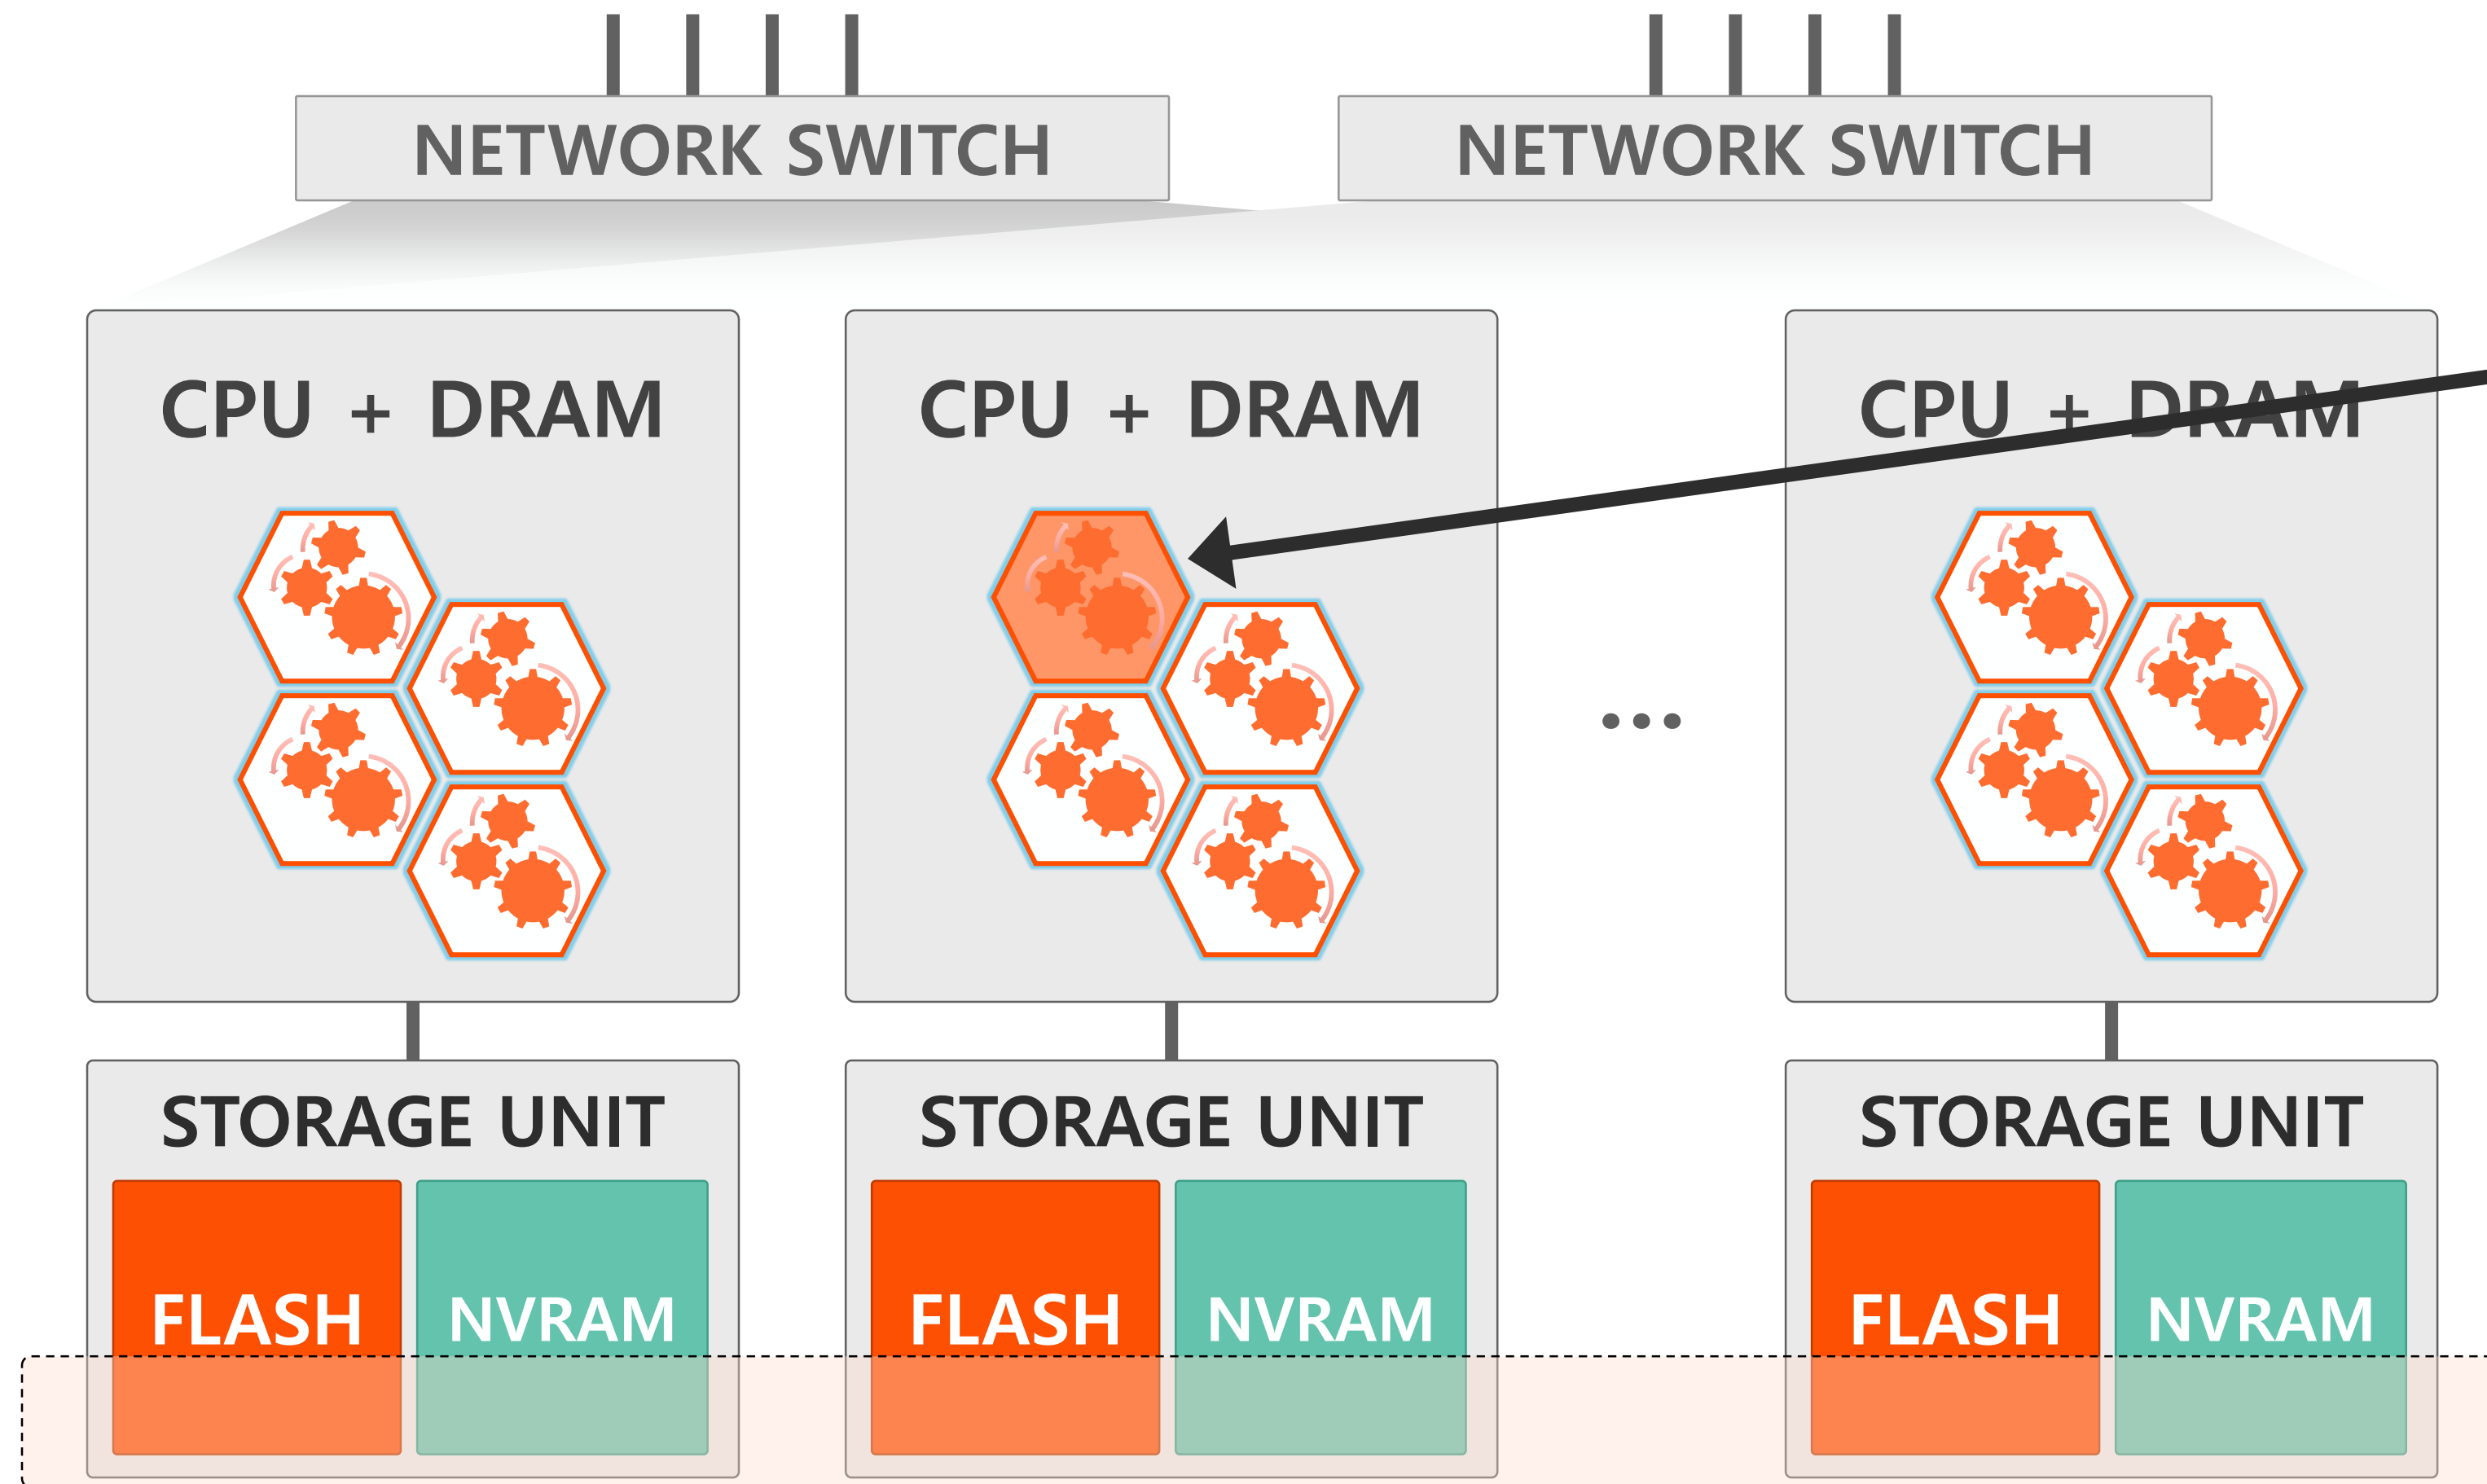 NETWORK SWITCH
NETWORK SWITCH
CPU + DRAM
CPU + DRAM
CPU + DRAM
...
STORAGE UNIT
STORAGE UNIT
STORAGE UNIT
FLASH
NVRAM
FLASH
NVRAM
FLASH
NVRAM